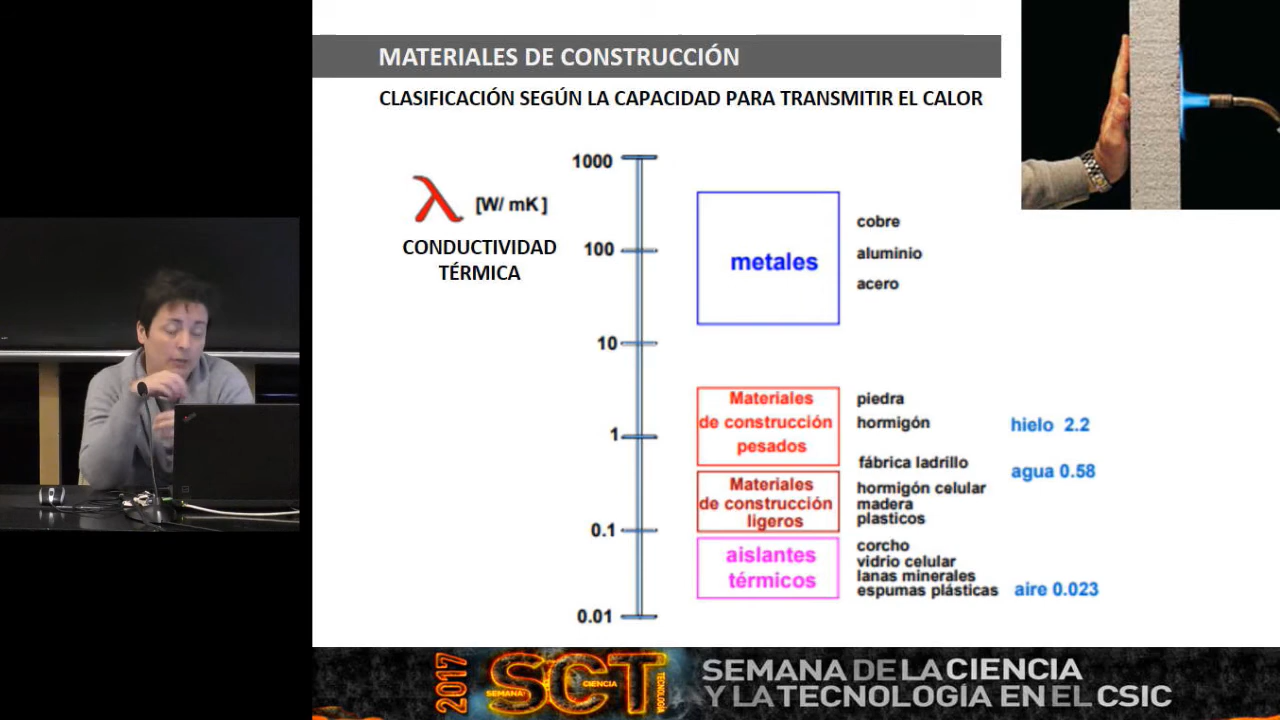 MATERIALES DE CONSTRUCCIÓN
CLASIFICACIÓN SEGÚN LA CAPACIDAD PARA TRANSMITIR EL CALOR
λ [W/ mK]
CONDUCTIVIDAD
TÉRMICA
1000
100
10
1
0.1
0.01
metales
cobre
aluminio
acero
Materiales
de construcción
pesados
piedra
hormigón
fábrica ladrillo
hielo 2.2
agua 0.58
Materiales
de construcción
ligeros
hormigón celular
madera
plasticos
aislantes
térmicos
corcho
vidrio celular
lanas minerales
espumas plásticas
aire 0.023
2017
SCT
SEMANA
CIENCIA
TECNOLOGÍA
SEMANA DE LA CIENCIA
Y LA TECNOLOGÍA EN EL CSIC